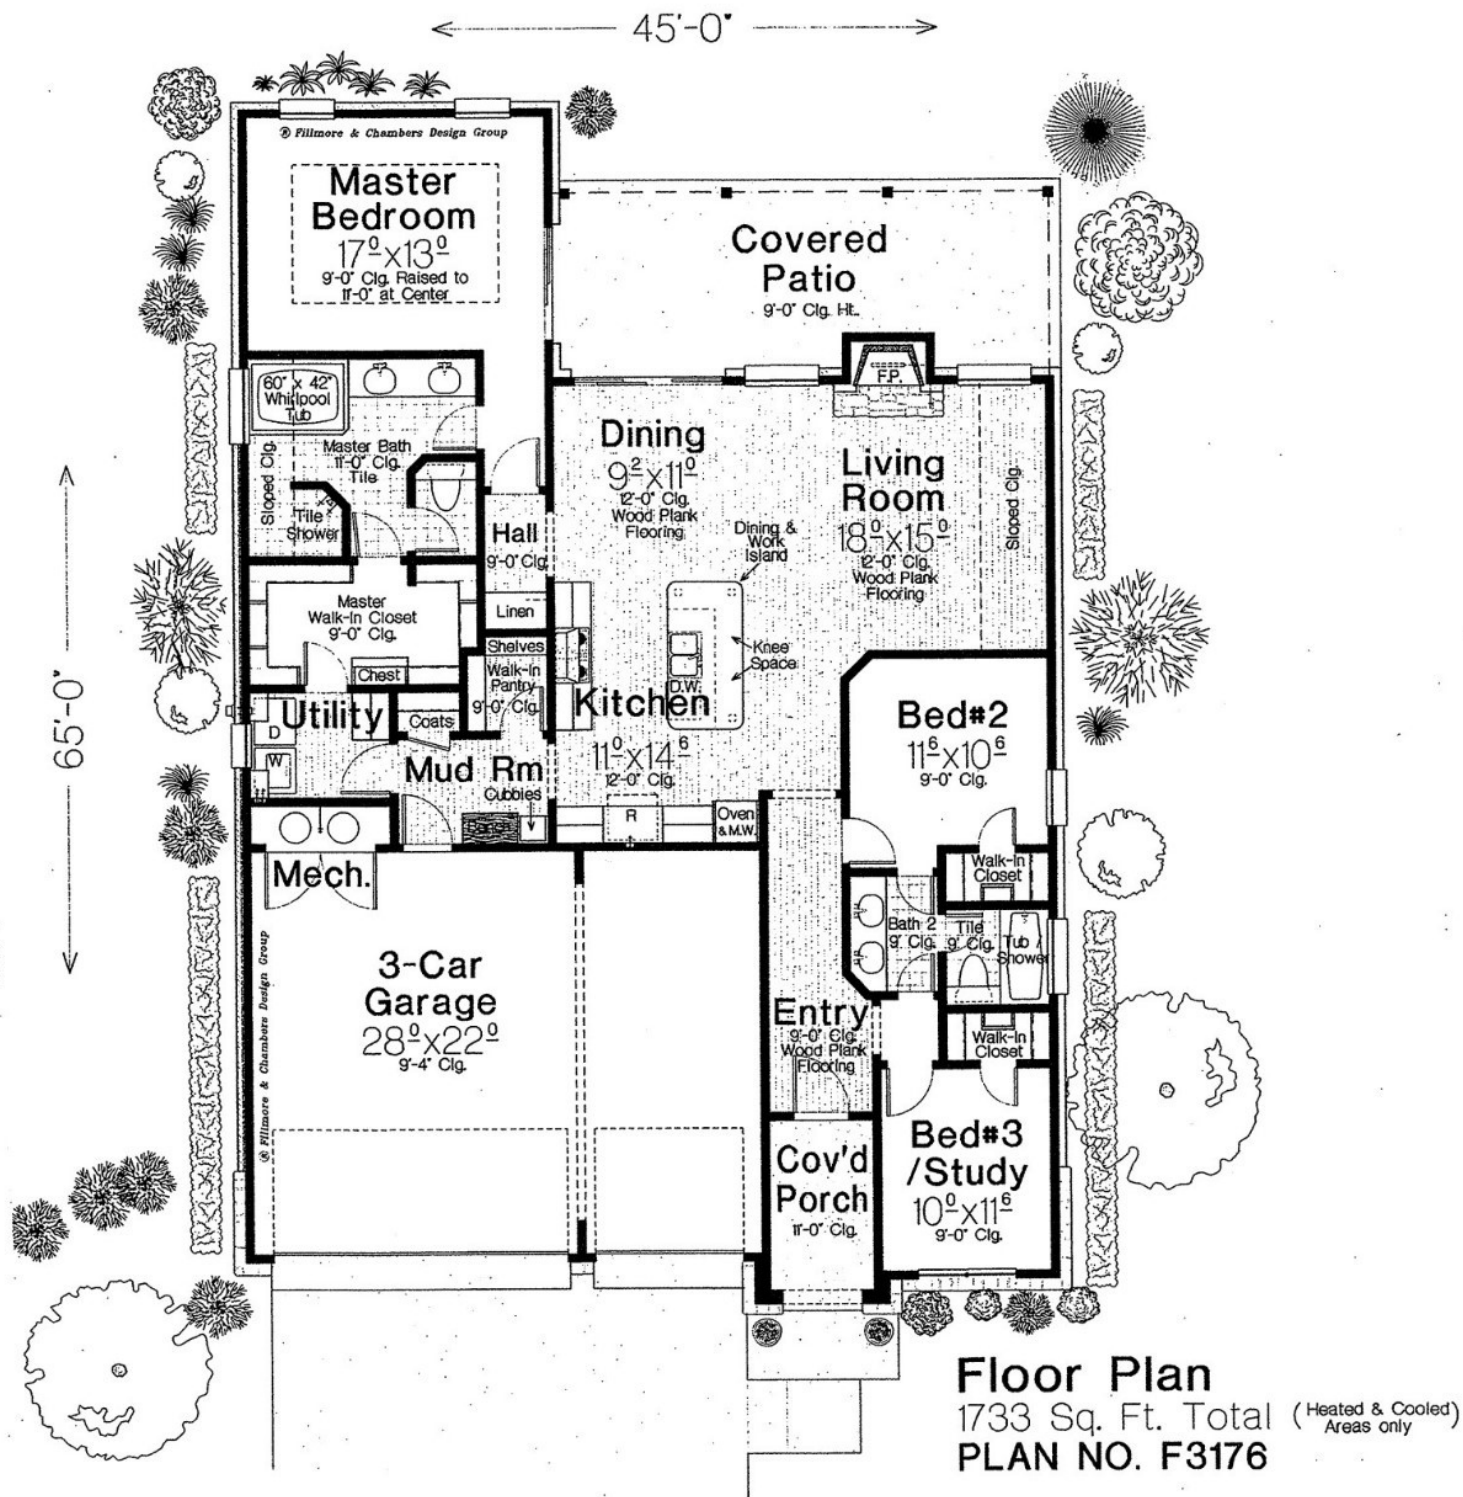 45'-0"
® Fillmore & Chambers Design Group
Master
Bedroom
17⁰x13⁰
9'-0" Clg. Raised to
11'-0" at Center
Covered
Patio
9'-0" Clg. Ht.
F.P.
60" x 42"
Whirlpool
Tub
Master Bath
11'-0" Clg.
Tile
Sloped Clg.
Tile
Shower
Hall
9'-0" Clg.
Linen
Dining
9²x11⁰
12'-0" Clg.
Wood Plank
Flooring
Living
Room
18⁰x15⁰
12'-0" Clg.
Wood Plank
Flooring
Sloped Clg.
Dining &
Work
Island
Knee
Space
D.W.
Master
Walk-In Closet
9'-0" Clg.
Chest
Shelves
Walk-In
Pantry
9'-0" Clg.
Kitchen
11⁰x14⁶
12'-0" Clg.
65'-0"
Utility
D
W
Coats
Mud Rm
Cubbies
Bench
R
Oven
& M.W.
Bed#2
11⁶x10⁶
9'-0" Clg.
Walk-In
Closet
Mech.
Bath 2
9' Clg.
Tile
9' Clg.
Tub /
Shower
® Fillmore & Chambers Design Group
3-Car
Garage
28⁰x22⁰
9'-4" Clg.
Entry
9'-0" Clg.
Wood Plank
Flooring
Walk-In
Closet
Cov'd
Porch
11'-0" Clg.
Bed#3
/Study
10⁰x11⁶
9'-0" Clg.
Floor Plan
1733 Sq. Ft. Total (Heated & Cooled)
Areas only
PLAN NO. F3176